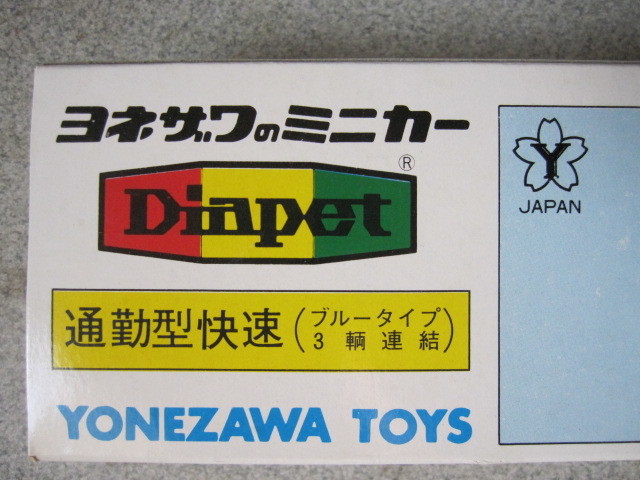 ヨネザワのミニカー
Diapet®
通勤型快速(ブルータイプ
3輌連結)
YONEZAWA TOYS
Y
JAPAN